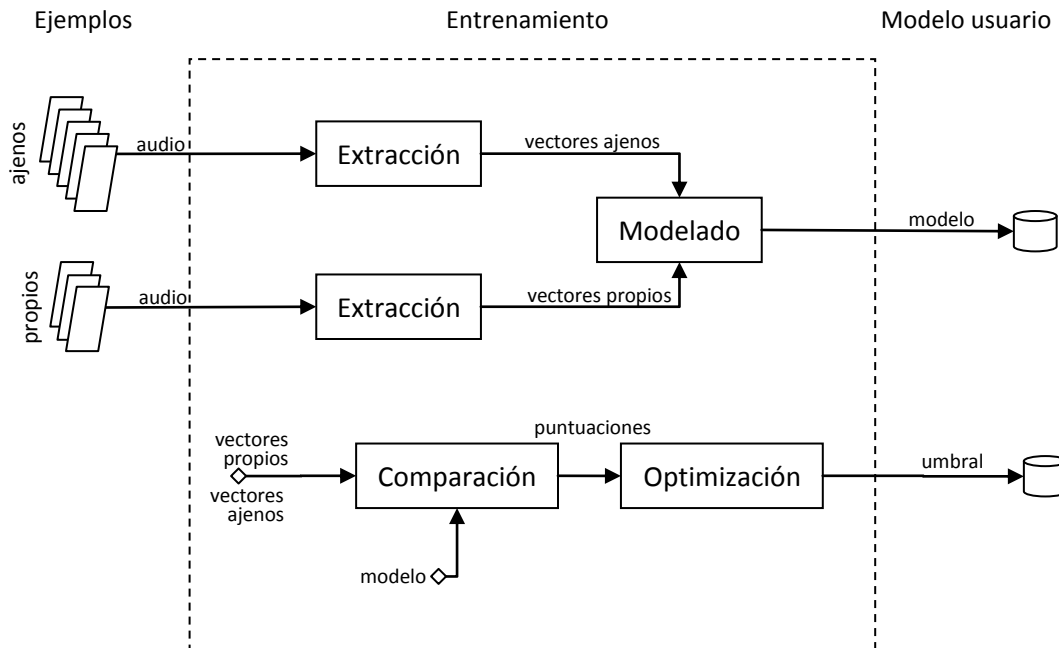 Ejemplos
Entrenamiento
Modelo usuario
ajenos
audio
Extracción
vectores ajenos
Modelado
modelo
propios
audio
Extracción
vectores propios
vectores
propios
vectores
ajenos
Comparación
puntuaciones
Optimización
umbral
modelo